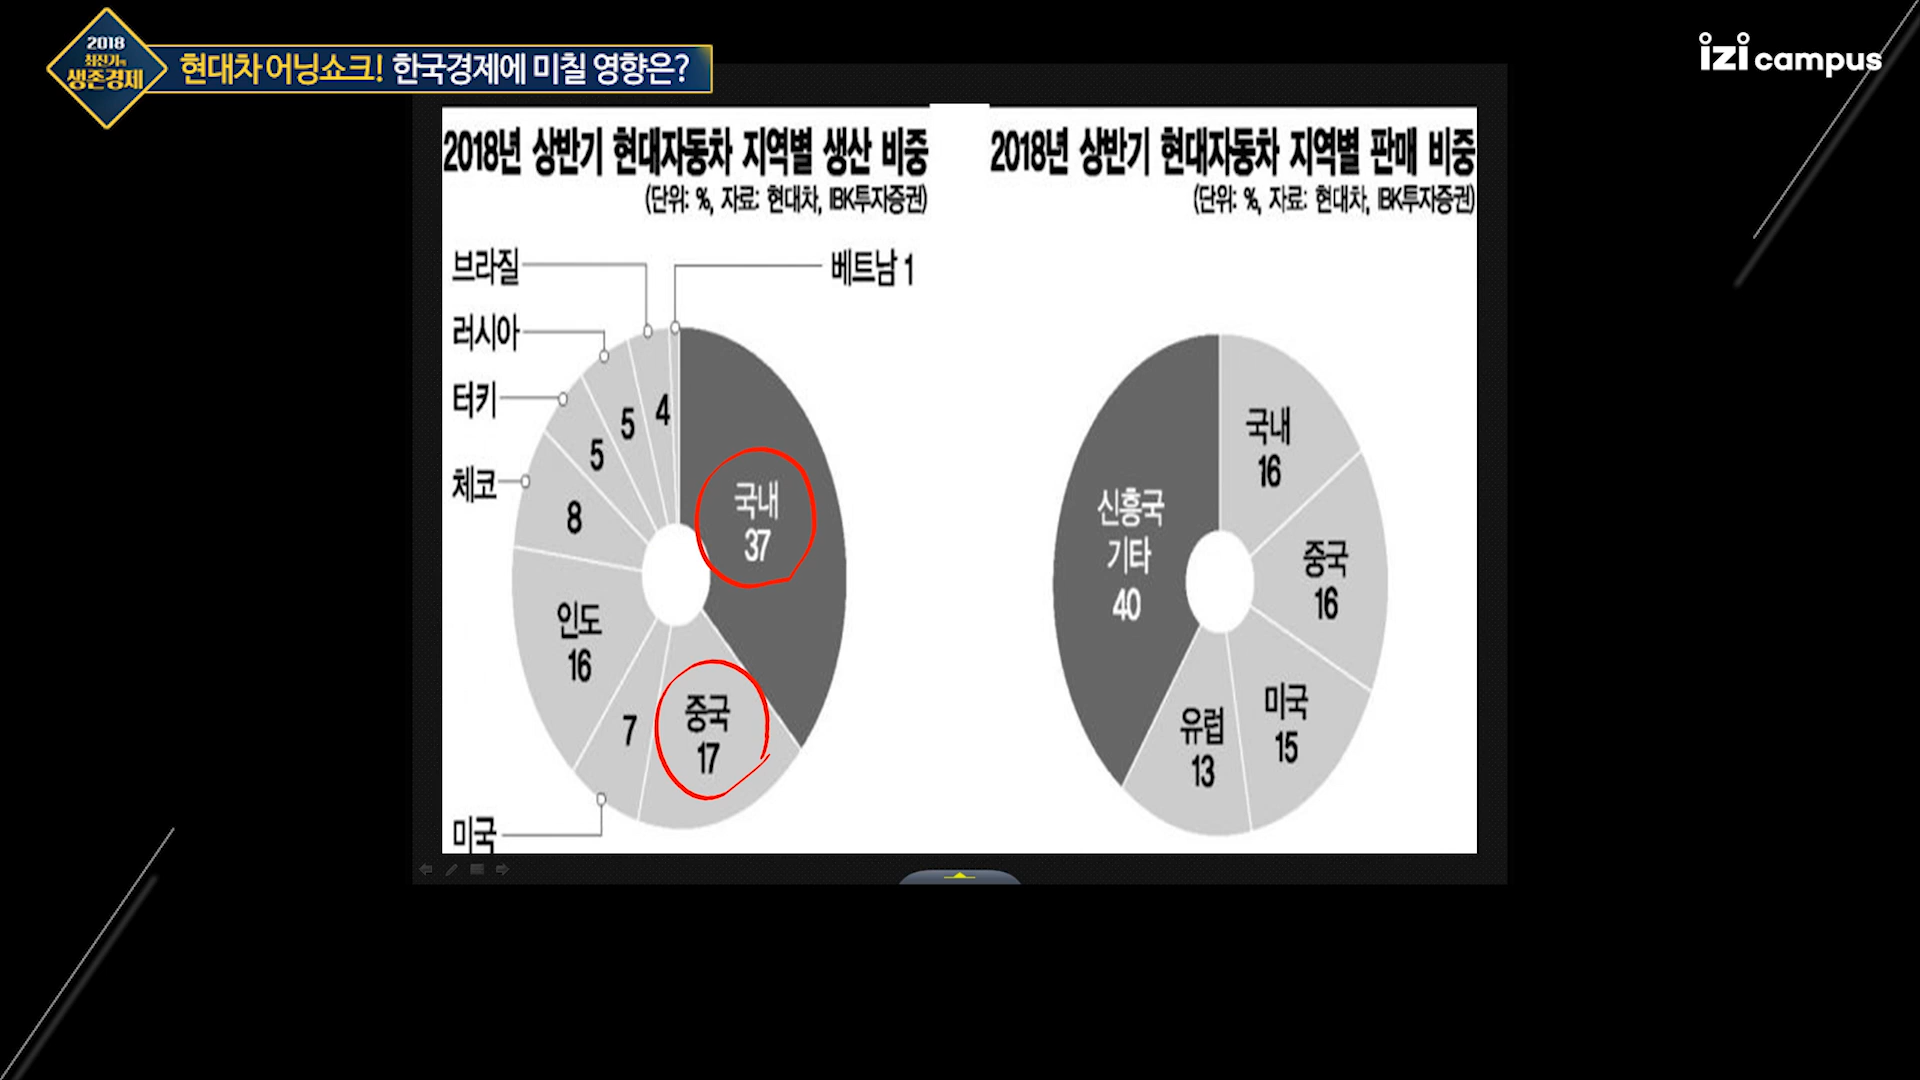 2018
최진기의
생존경제
현대차 어닝쇼크! 한국경제에 미칠 영향은?
izi campus
2018년 상반기 현대자동차 지역별 생산 비중
(단위: %, 자료: 현대차, IBK투자증권)
브라질
베트남 1
러시아
터키
체코
4
5
5
8
국내
37
인도
16
7
중국
17
미국
2018년 상반기 현대자동차 지역별 판매 비중
(단위: %, 자료: 현대차, IBK투자증권)
국내
16
신흥국
기타
40
중국
16
미국
15
유럽
13